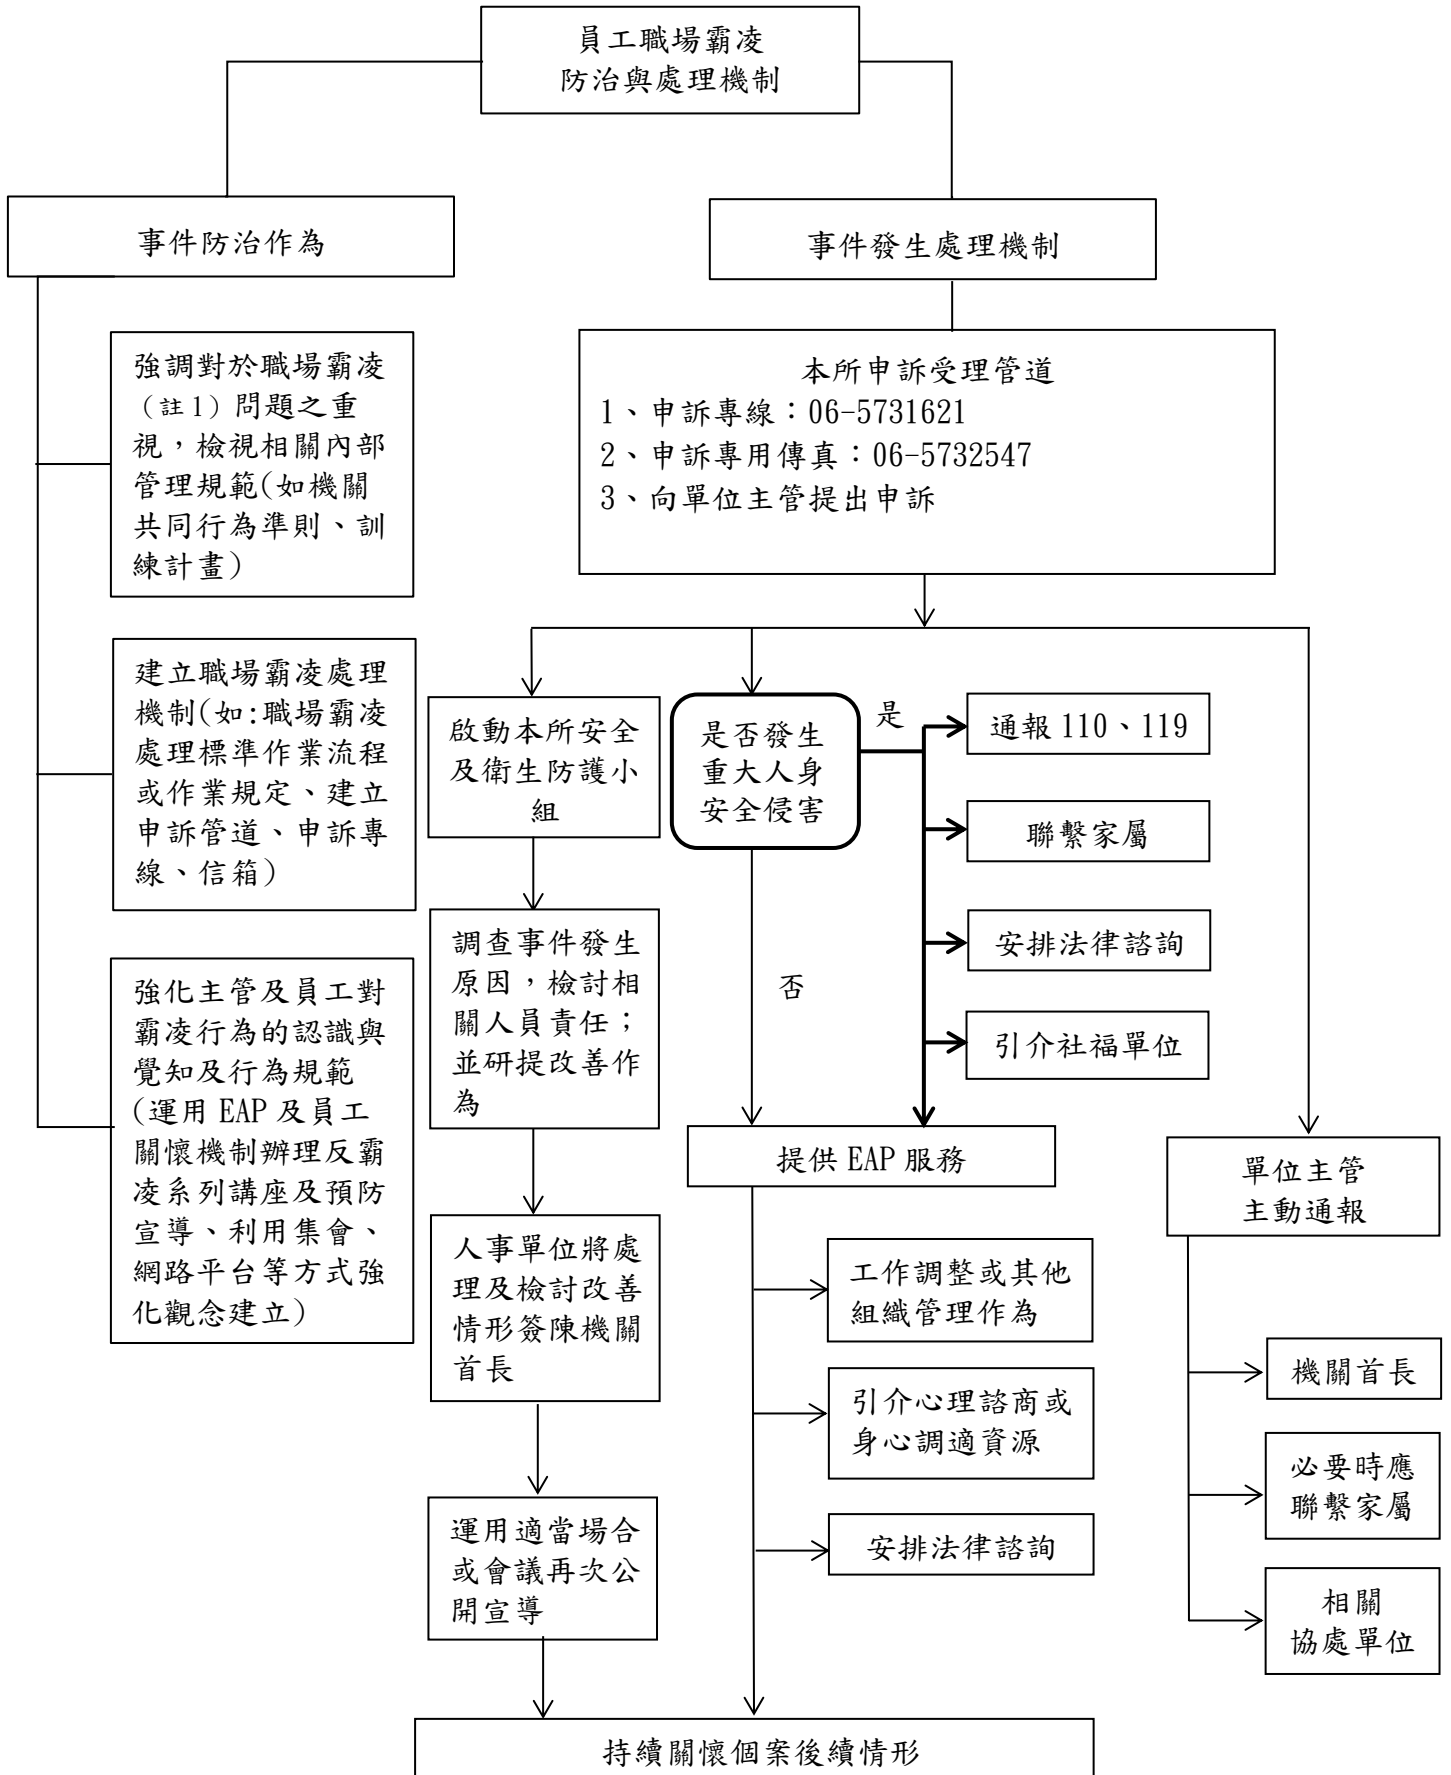 員工職場霸凌
防治與處理機制
事件防治作為
事件發生處理機制
強調對於職場霸凌
（註1）問題之重
視，檢視相關內部
管理規範(如機關
共同行為準則、訓
練計畫)
建立職場霸凌處理
機制(如:職場霸凌
處理標準作業流程
或作業規定、建立
申訴管道、申訴專
線、信箱)
強化主管及員工對
霸凌行為的認識與
覺知及行為規範
(運用 EAP 及員工
關懷機制辦理反霸
凌系列講座及預防
宣導、利用集會、
網路平台等方式強
化觀念建立)
本所申訴受理管道
1、申訴專線：06-5731621
2、申訴專用傳真：06-5732547
3、向單位主管提出申訴
啟動本所安全
及衛生防護小
組
調查事件發生
原因，檢討相
關人員責任；
並研提改善作
為
人事單位將處
理及檢討改善
情形簽陳機關
首長
運用適當場合
或會議再次公
開宣導
是否發生
重大人身
安全侵害
是
否
通報 110、119
聯繫家屬
安排法律諮詢
引介社福單位
提供 EAP 服務
工作調整或其他
組織管理作為
引介心理諮商或
身心調適資源
安排法律諮詢
單位主管
主動通報
機關首長
必要時應
聯繫家屬
相關
協處單位
持續關懷個案後續情形